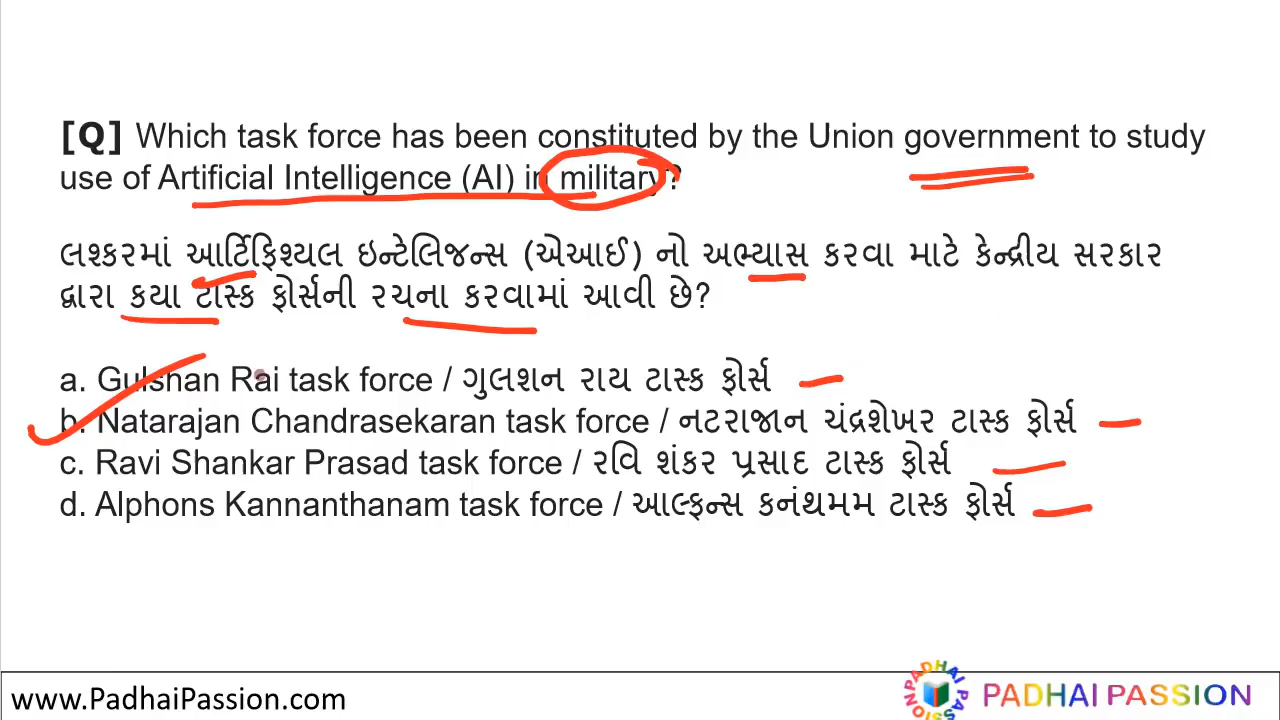 [Q] Which task force has been constituted by the Union government to study
use of Artificial Intelligence (AI) in military?
લશ્કરમાં આર્ટિફિશ્યલ ઇન્ટેલિજન્સ (એઆઈ) નો અભ્યાસ કરવા માટે કેન્દ્રીય સરકાર
દ્વારા કયા ટાસ્ક ફોર્સની રચના કરવામાં આવી છે?
a. Gulshan Rai task force / ગુલશન રાય ટાસ્ક ફોર્સ
b. Natarajan Chandrasekaran task force / નટરાજાન ચંદ્રશેખર ટાસ્ક ફોર્સ
c. Ravi Shankar Prasad task force / રવિ શંકર પ્રસાદ ટાસ્ક ફોર્સ
d. Alphons Kannanthanam task force / આલ્ફન્સ કનંથમમ ટાસ્ક ફોર્સ
www.PadhaiPassion.com
PADHAI PASSION
PADHAI PASSION